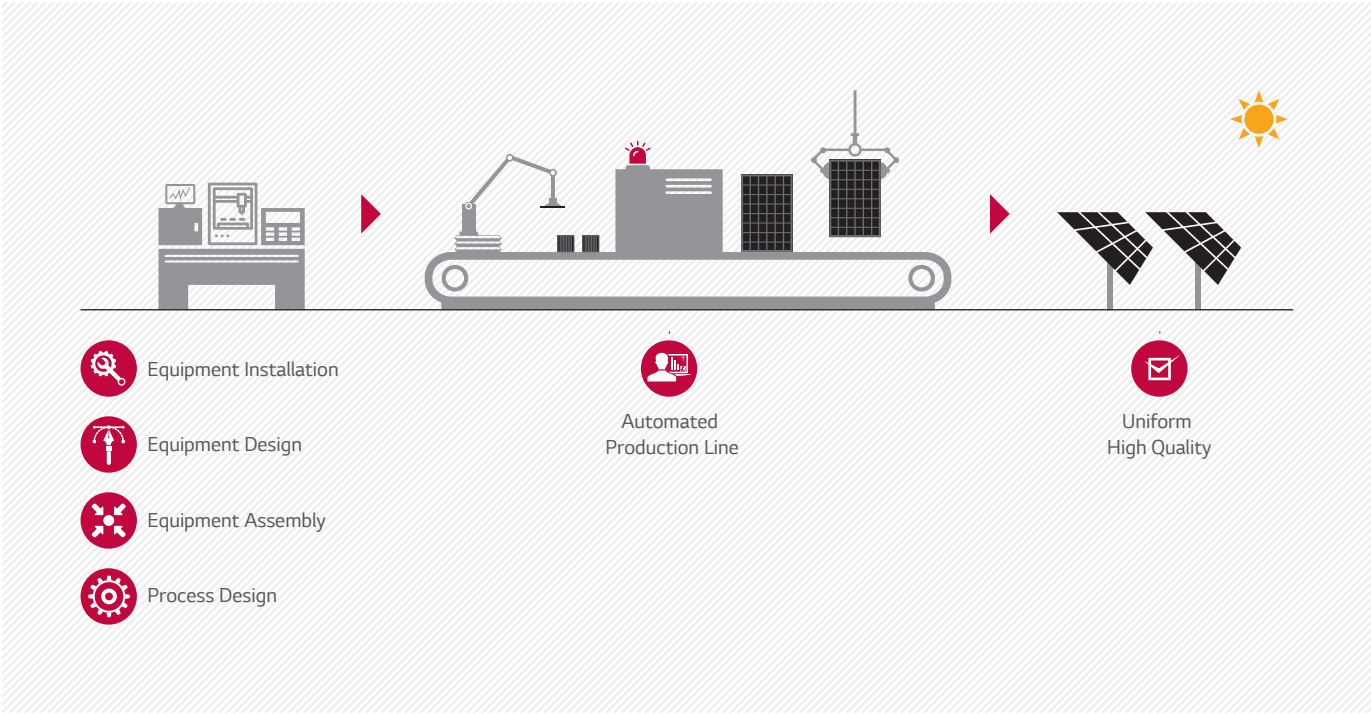 Equipment Installation
Equipment Design
Equipment Assembly
Process Design
Automated
Production Line
Uniform
High Quality